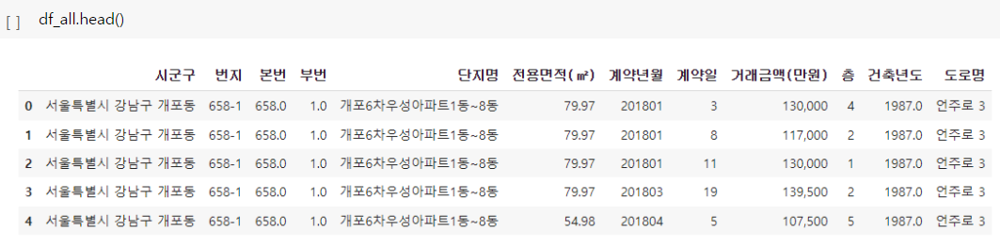 [ ] df_all.head()
시군구 번지 본번 부번 단지명 전용면적(㎡) 계약년월 계약일 거래금액(만원) 층 건축년도 도로명
0 서울특별시 강남구 개포동 658-1 658.0 1.0 개포6차우성아파트1동~8동 79.97 201801 3 130,000 4 1987.0 언주로 3
1 서울특별시 강남구 개포동 658-1 658.0 1.0 개포6차우성아파트1동~8동 79.97 201801 8 117,000 2 1987.0 언주로 3
2 서울특별시 강남구 개포동 658-1 658.0 1.0 개포6차우성아파트1동~8동 79.97 201801 11 130,000 1 1987.0 언주로 3
3 서울특별시 강남구 개포동 658-1 658.0 1.0 개포6차우성아파트1동~8동 79.97 201803 19 139,500 2 1987.0 언주로 3
4 서울특별시 강남구 개포동 658-1 658.0 1.0 개포6차우성아파트1동~8동 54.98 201804 5 107,500 5 1987.0 언주로 3